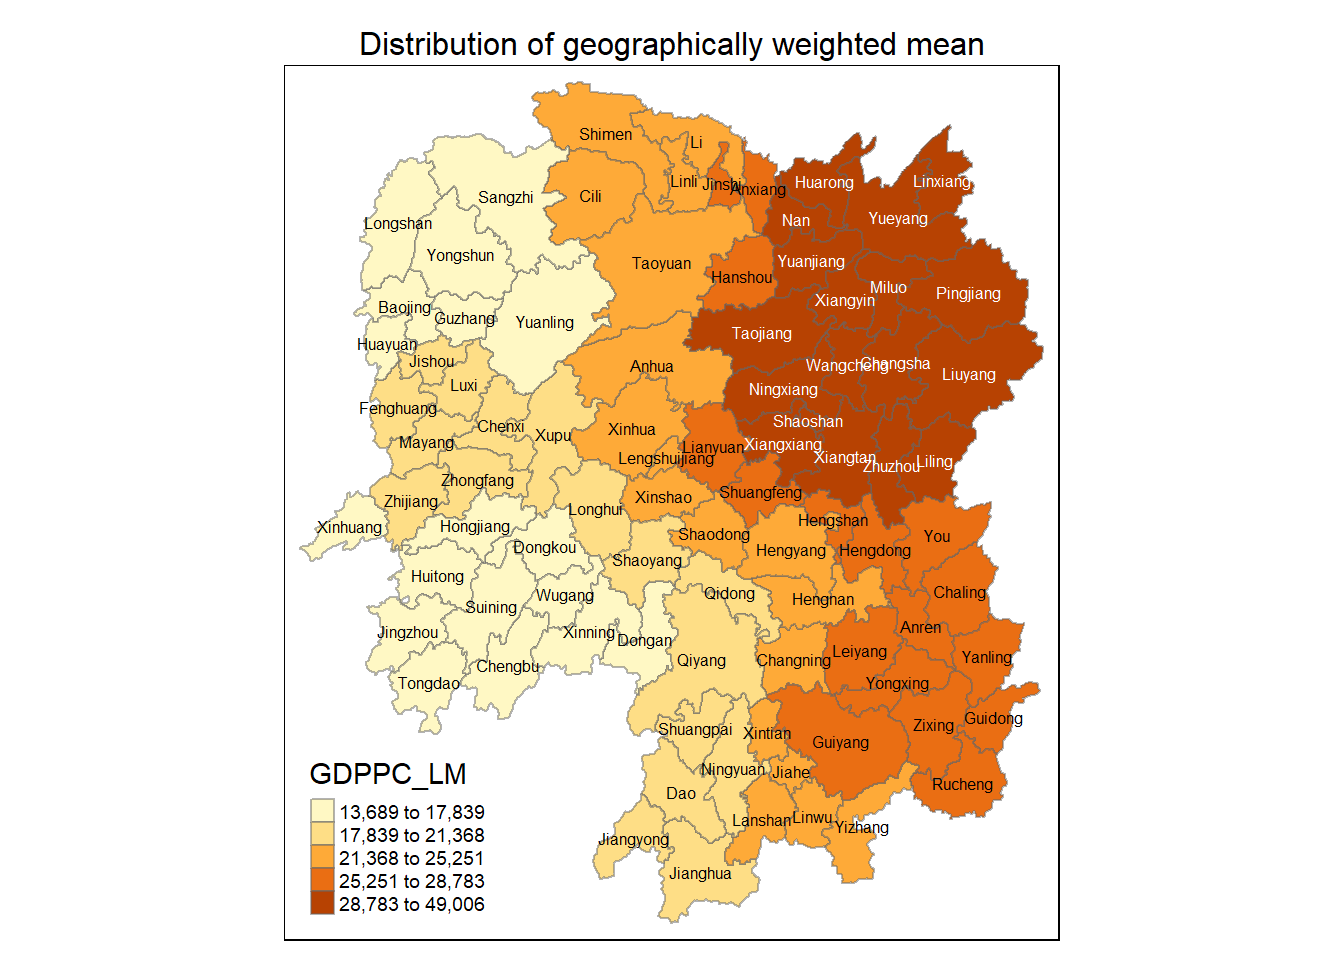 Distribution of geographically weighted mean
Shimen
Li
Cili
Linli
Jinshi
Anxiang
Huarong
Linxiang
Sangzhi
Nan
Yueyang
Longshan
Yongshun
Taoyuan
Hanshou
Yuanjiang
Miluo
Pingjiang
Xiangyin
Baojing
Guzhang
Yuanling
Taojiang
Huayuan
Jishou
Luxi
Anhua
Wangcheng
Changsha
Liuyang
Ningxiang
Fenghuang
Chenxi
Xupu
Xinhua
Shaoshan
Mayang
Lianyuan
Xiangxiang
Lengshuijiang
Xiangtan
Zhuzhou
Liling
Zhongfang
Zhijiang
Xinshao
Shuangfeng
Longhui
Xinhuang
Hongjiang
Hengshan
Shaodong
You
Dongkou
Hengyang
Hengdong
Shaoyang
Huitong
Qidong
Chaling
Wugang
Hengnan
Suining
Jingzhou
Xinning
Dongan
Anren
Leiyang
Chengbu
Qiyang
Changning
Yanling
Tongdao
Yongxing
Shuangpai
Xintian
Guiyang
Zixing
Guidong
Ningyuan
Jiahe
Rucheng
Dao
Lanshan
Linwu
Yizhang
Jiangyong
Jianghua
GDPPC_LM
13,689 to 17,839
17,839 to 21,368
21,368 to 25,251
25,251 to 28,783
28,783 to 49,006